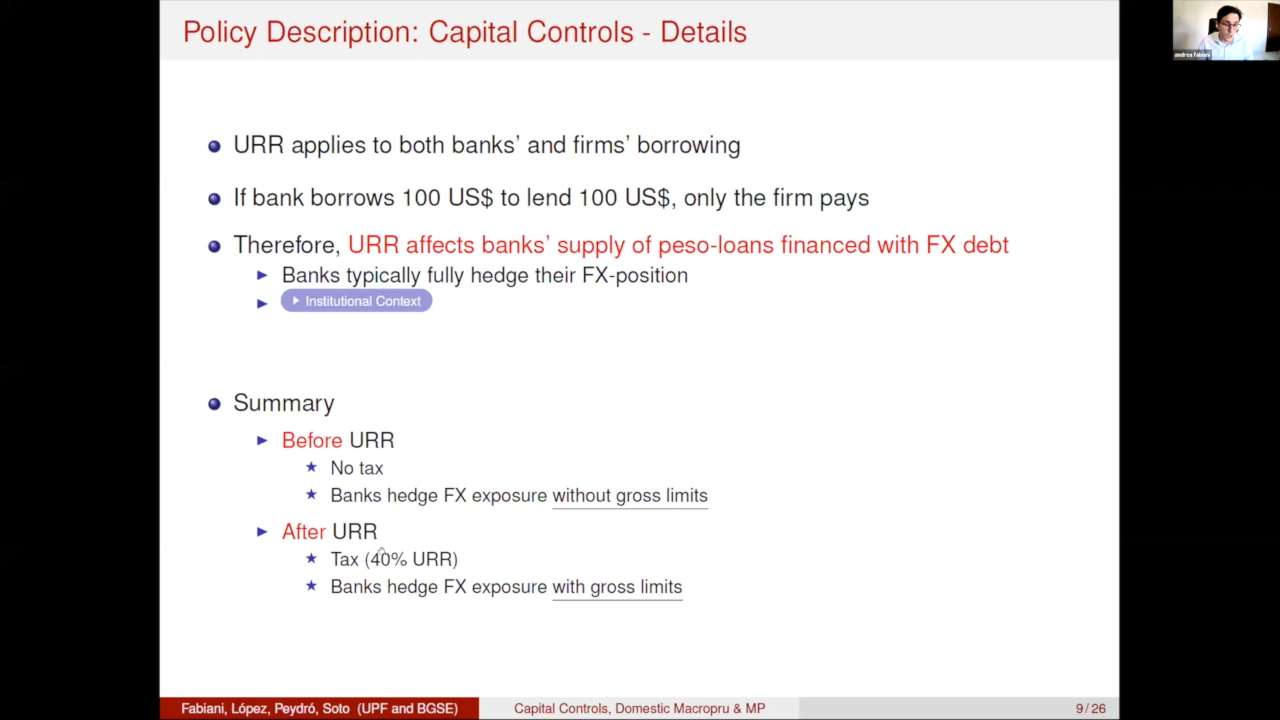 Policy Description: Capital Controls - Details
andrea fabiani
URR applies to both banks' and firms' borrowing
If bank borrows 100 US$ to lend 100 US$, only the firm pays
Therefore, URR affects banks' supply of peso-loans financed with FX debt
Banks typically fully hedge their FX-position
Institutional Context
Summary
Before URR
No tax
Banks hedge FX exposure without gross limits
After URR
Tax (40% URR)
Banks hedge FX exposure with gross limits
Fabiani, López, Peydró, Soto (UPF and BGSE)
Capital Controls, Domestic Macropru & MP
9 / 26